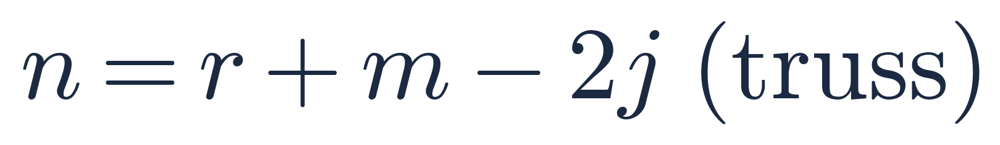 n = r + m − 2j (truss)